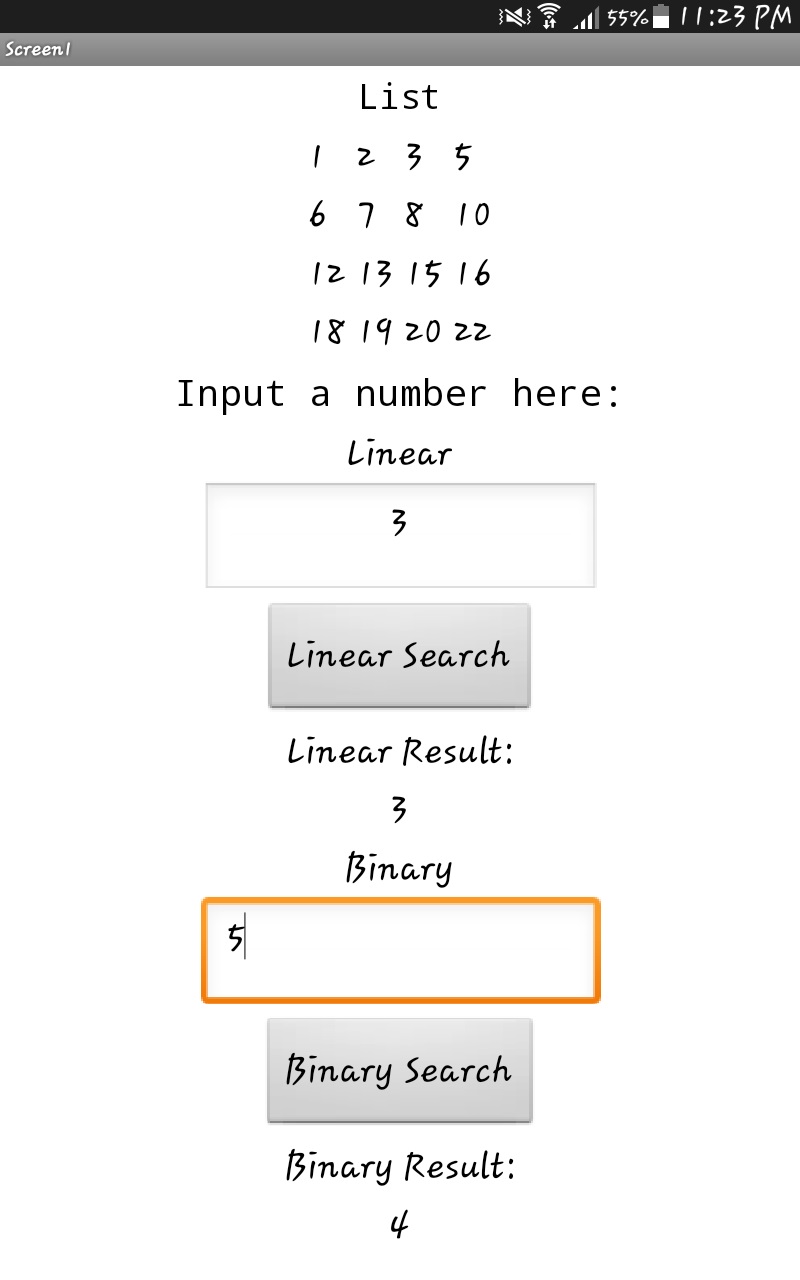 55% 11:23 PM
Screen1
List
1 2 3 5
6 7 8 10
12 13 15 16
18 19 20 22
Input a number here:
Linear
3
Linear Search
Linear Result:
3
Binary
5
Binary Search
Binary Result:
4